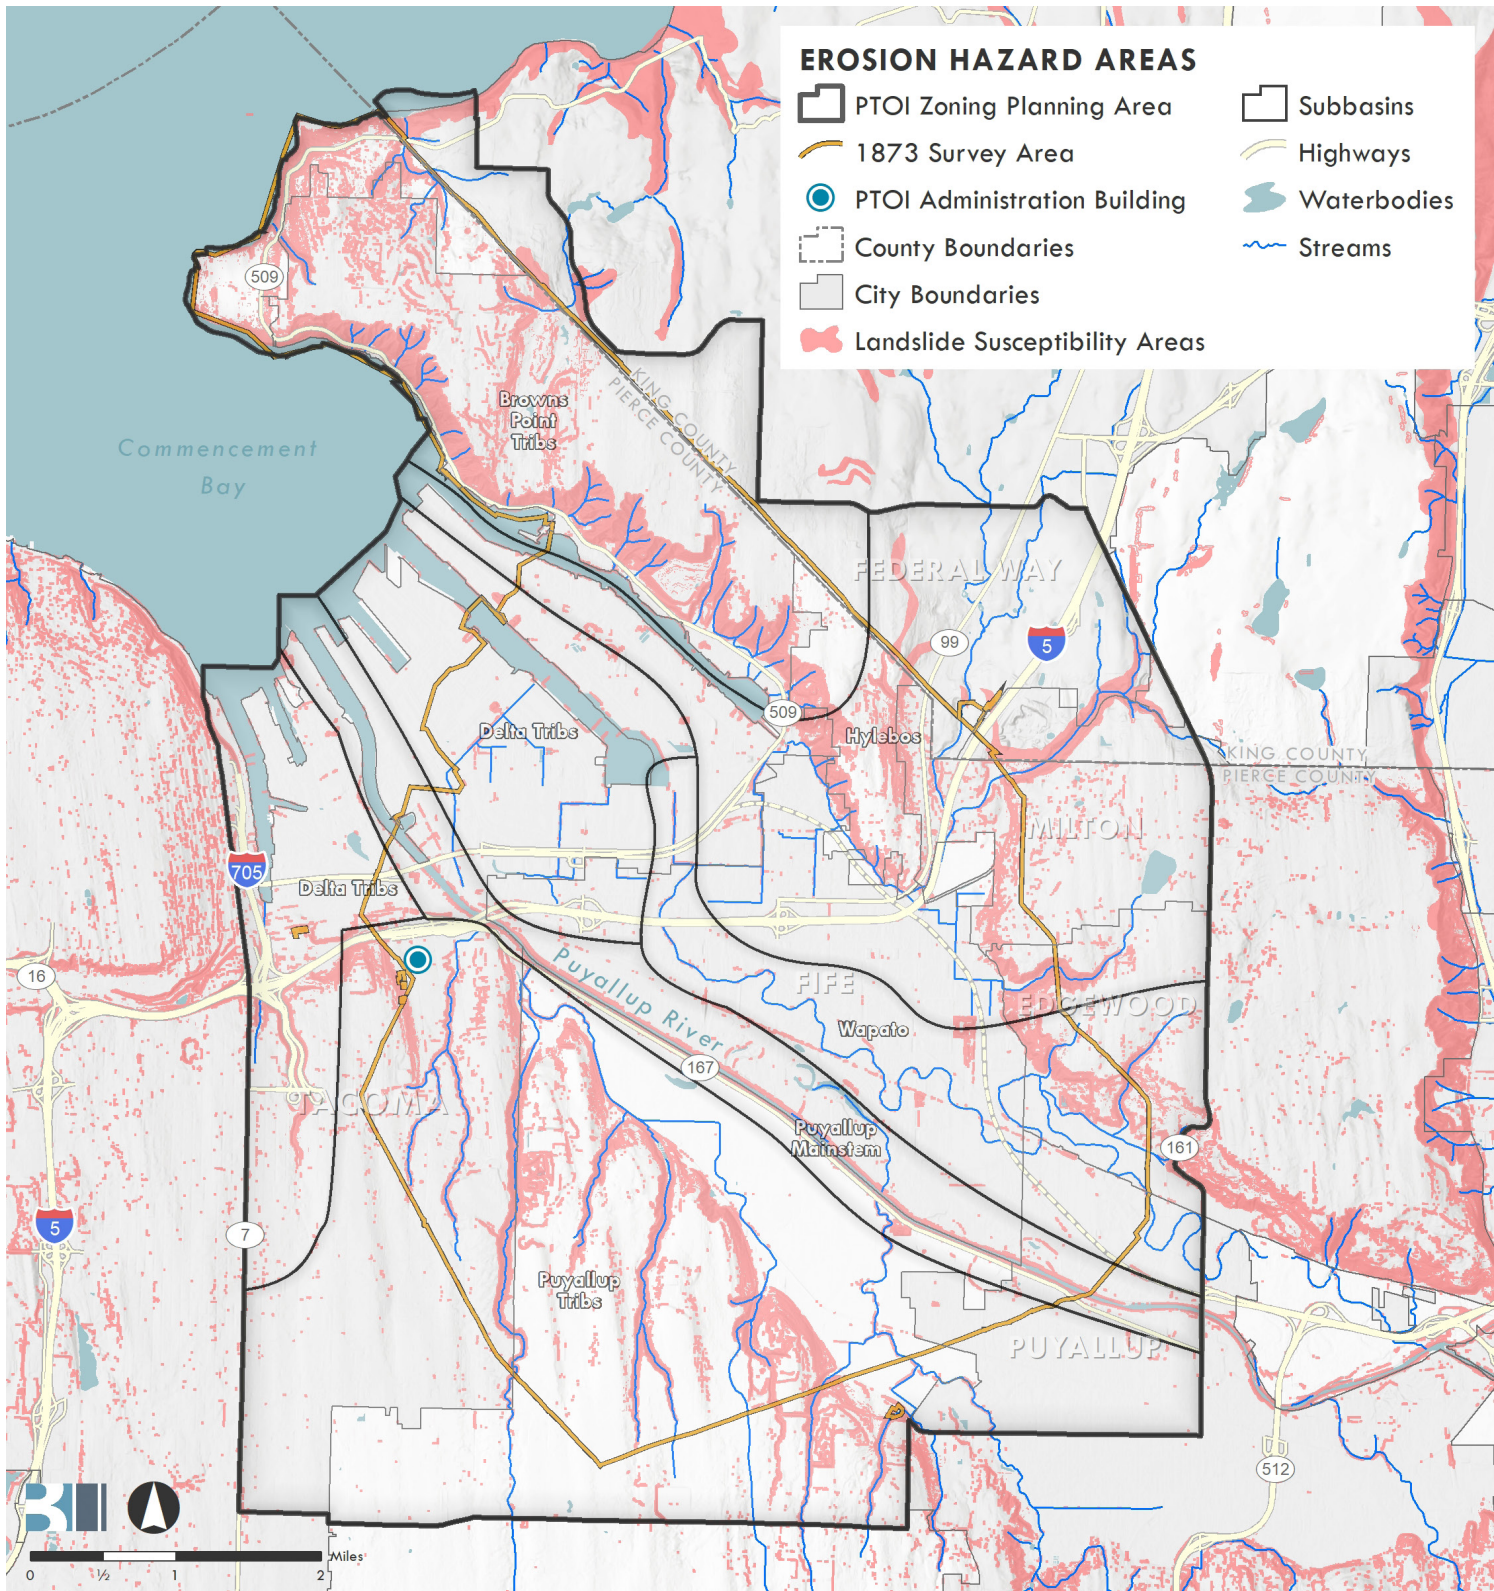 EROSION HAZARD AREAS
PTOI Zoning Planning Area
1873 Survey Area
PTOI Administration Building
County Boundaries
City Boundaries
Landslide Susceptibility Areas
Subbasins
Highways
Waterbodies
Streams
509
Browns
Point
Tribs
KING COUNTY
PIERCE COUNTY
Commencement
Bay
FEDERAL WAY
99
5
509
Delta Tribs
Hylebos
KING COUNTY
PIERCE COUNTY
MILTON
705
Delta Tribs
16
Puyallup River
FIFE
EDGEWOOD
Wapato
167
TACOMA
Puyallup
Mainstem
161
5
7
Puyallup
Tribs
PUYALLUP
512
Miles
0 ½ 1 2